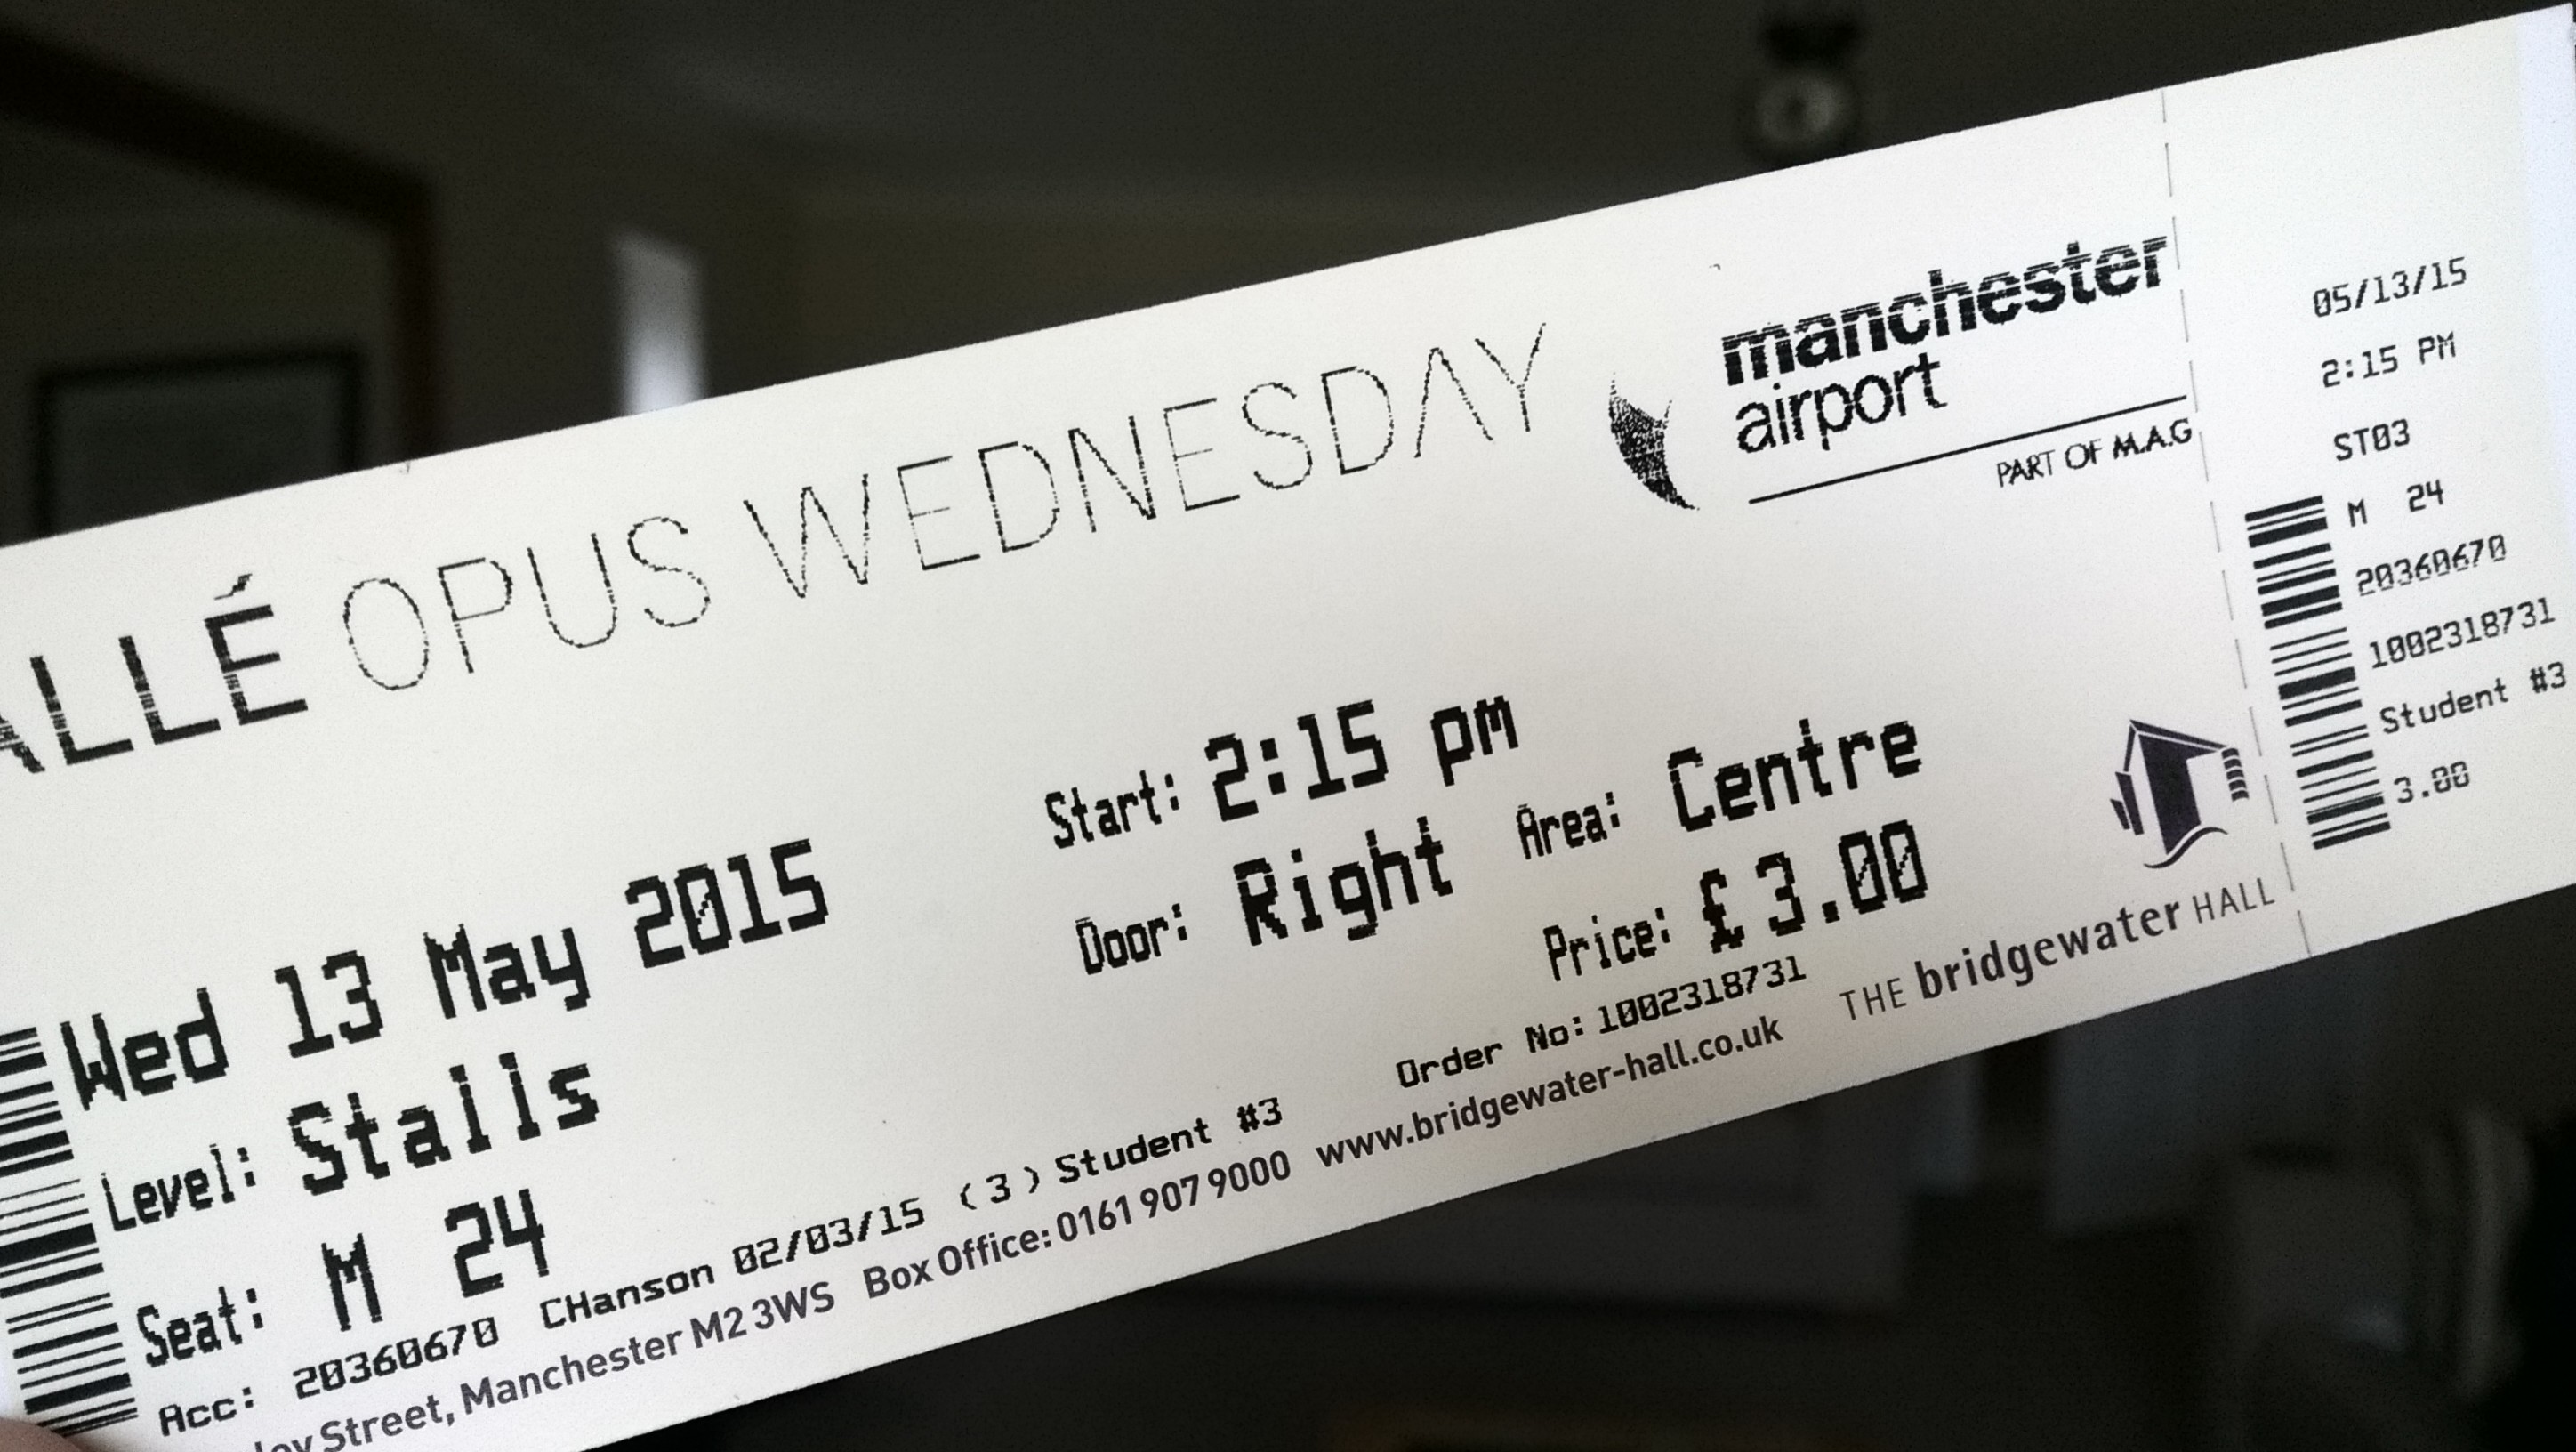 ALLÉ OPUS WEDNESDAY
manchester
airport
PART OF M.A.G
Wed 13 May 2015
Start: 2:15 pm
Level: Stalls
Door: Right Area: Centre
Seat: M 24
Price: £3.00
Acc: 20360670 CHanson 02/03/15 (3) Student #3 Order No: 1002318731
Street, Manchester M2 3WS Box Office: 0161 907 9000 www.bridgewater-hall.co.uk
THE bridgewater HALL
05/13/15
2:15 PM
ST03
M 24
20360670
1002318731
Student #3
3.00